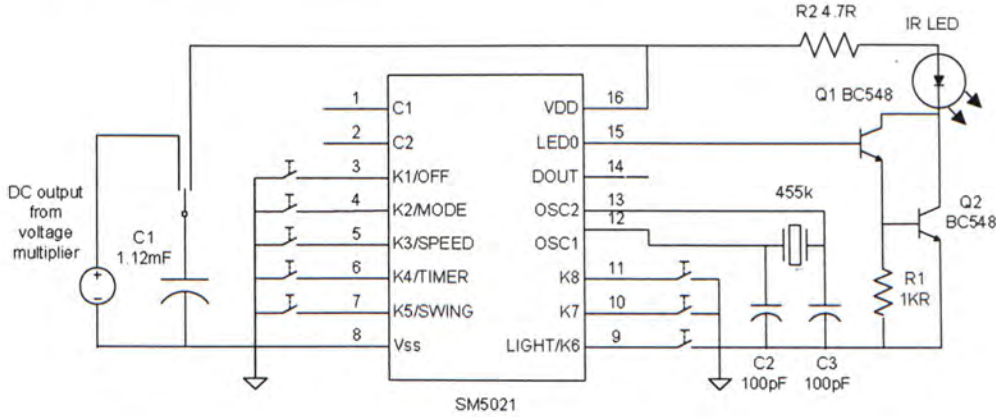 R2 4.7R
IR LED
Q1 BC548
1
C1
VDD
16
2
C2
LED0
15
3
K1/OFF
DOUT
14
4
K2/MODE
OSC2
13
12
455k
5
K3/SPEED
OSC1
6
K4/TIMER
K8
11
7
K5/SWING
K7
10
8
Vss
LIGHT/K6
9
DC output
from
voltage
multiplier
+
–
C1
1.12mF
Q2
BC548
R1
1KR
C2
100pF
C3
100pF
SM5021